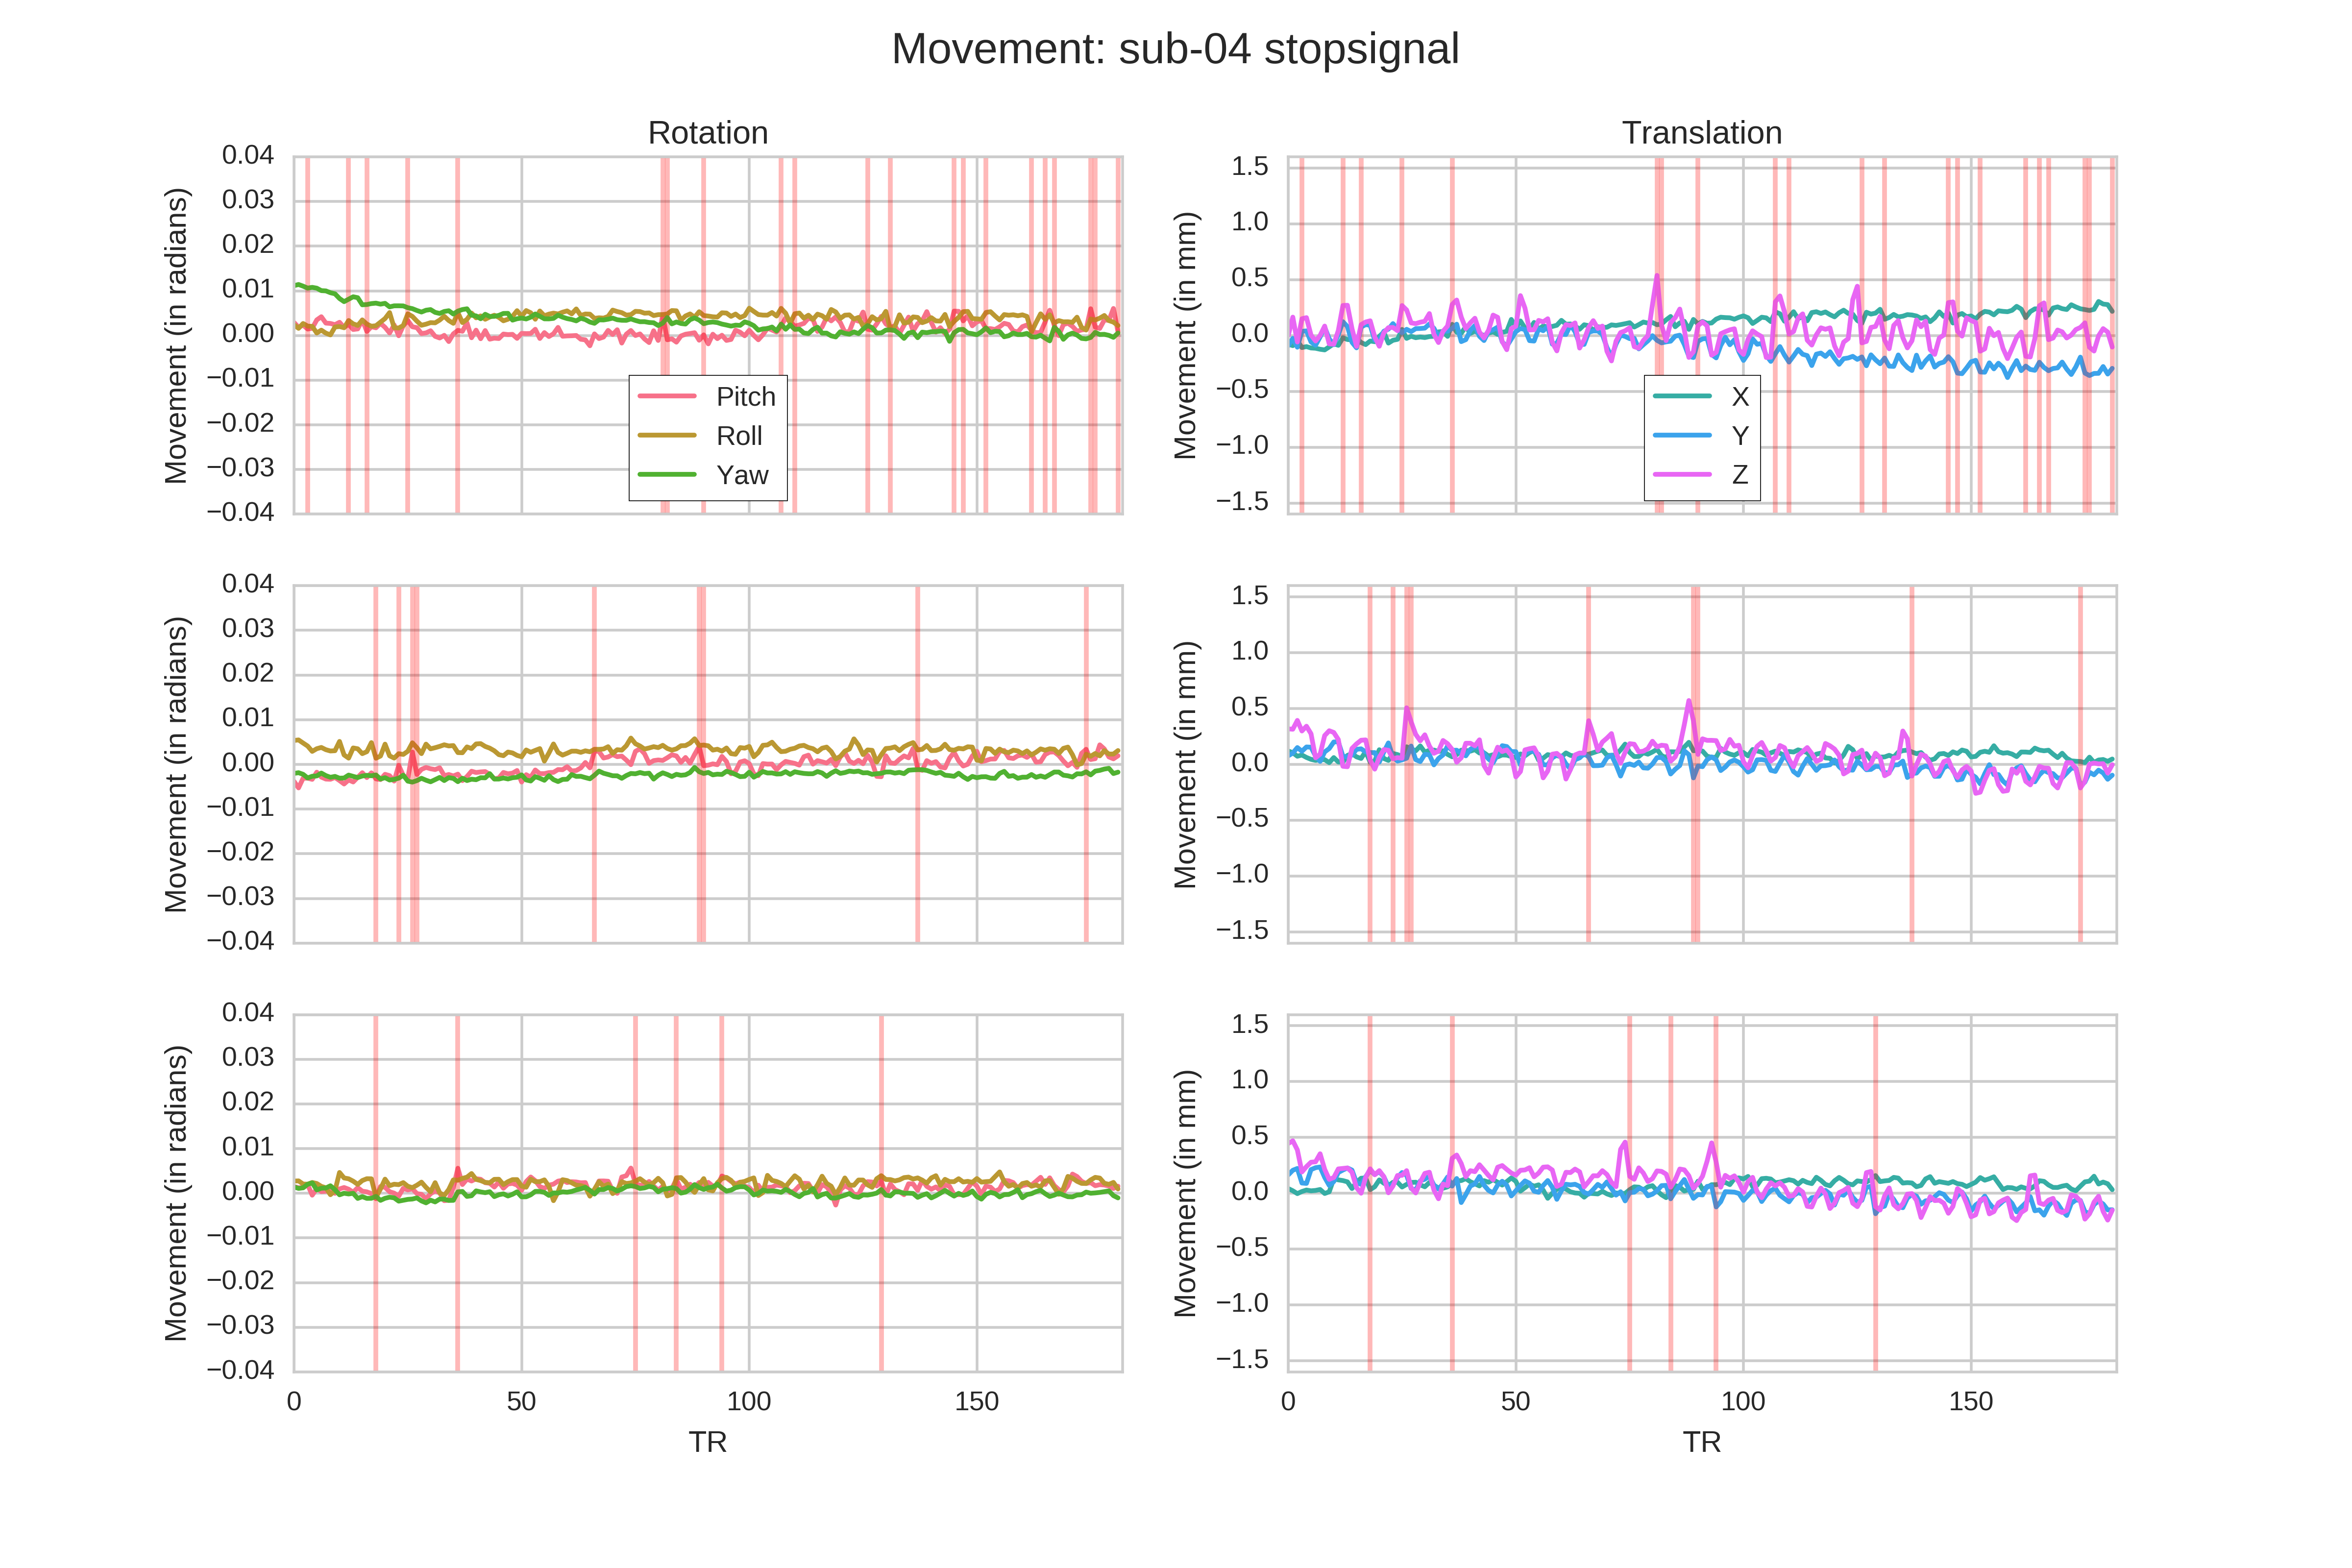 Movement: sub-04 stopsignal
Rotation
Translation
Movement (in radians)
0.04
0.03
0.02
0.01
0.00
−0.01
−0.02
−0.03
−0.04
Pitch
Roll
Yaw
Movement (in mm)
1.5
1.0
0.5
0.0
−0.5
−1.0
−1.5
X
Y
Z
Movement (in radians)
0.04
0.03
0.02
0.01
0.00
−0.01
−0.02
−0.03
−0.04
Movement (in mm)
1.5
1.0
0.5
0.0
−0.5
−1.0
−1.5
Movement (in radians)
0.04
0.03
0.02
0.01
0.00
−0.01
−0.02
−0.03
−0.04
0 50 100 150
TR
Movement (in mm)
1.5
1.0
0.5
0.0
−0.5
−1.0
−1.5
0 50 100 150
TR